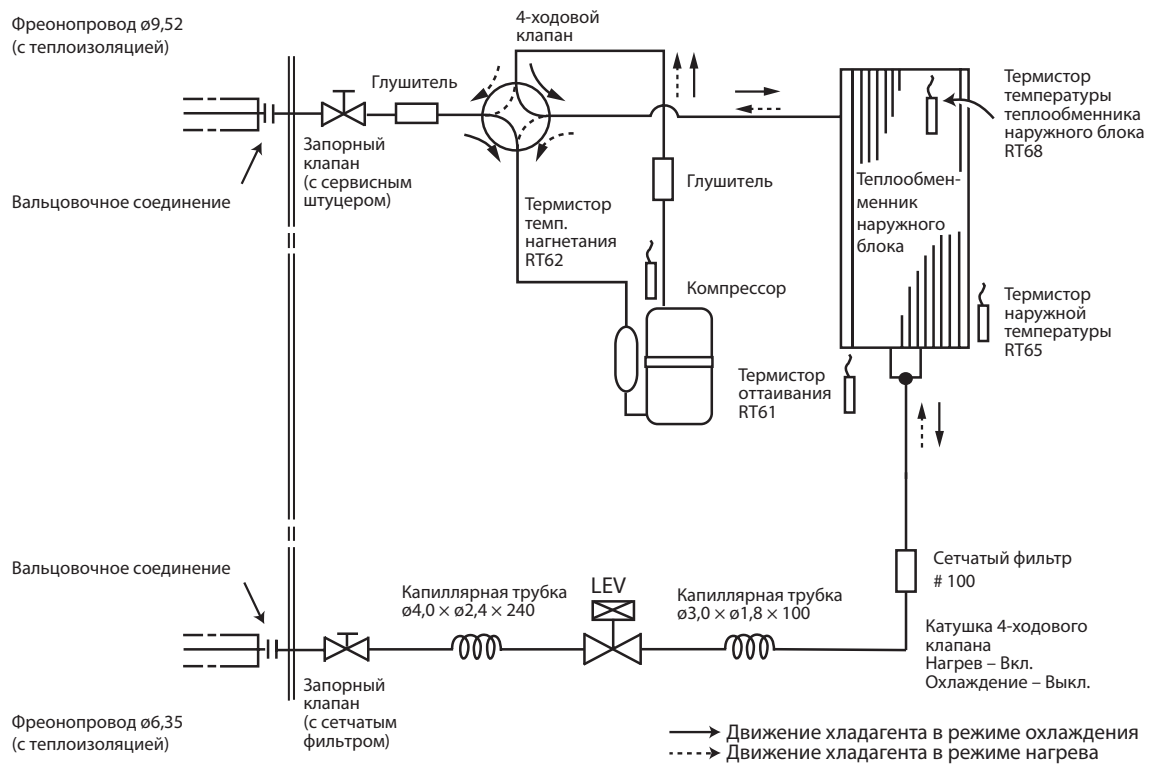 Фреонопровод ø9,52
(с теплоизоляцией)
4-ходовой
клапан
Глушитель
Термистор
температуры
теплообменника
наружного блока
RT68
Запорный
клапан
(с сервисным
штуцером)
Вальцовочное соединение
Термистор
темп.
нагнетания
RT62
Глушитель
Теплообмен-
менник
наружного
блока
Компрессор
Термистор
наружной
температуры
RT65
Термистор
оттаивания
RT61
Вальцовочное соединение
Капиллярная трубка
ø4,0 × ø2,4 × 240
LEV
Капиллярная трубка
ø3,0 × ø1,8 × 100
Сетчатый фильтр
# 100
Катушка 4-ходового
клапана
Нагрев – Вкл.
Охлаждение – Выкл.
Запорный
клапан
(с сетчатым
фильтром)
Фреонопровод ø6,35
(с теплоизоляцией)
Движение хладагента в режиме охлаждения
Движение хладагента в режиме нагрева